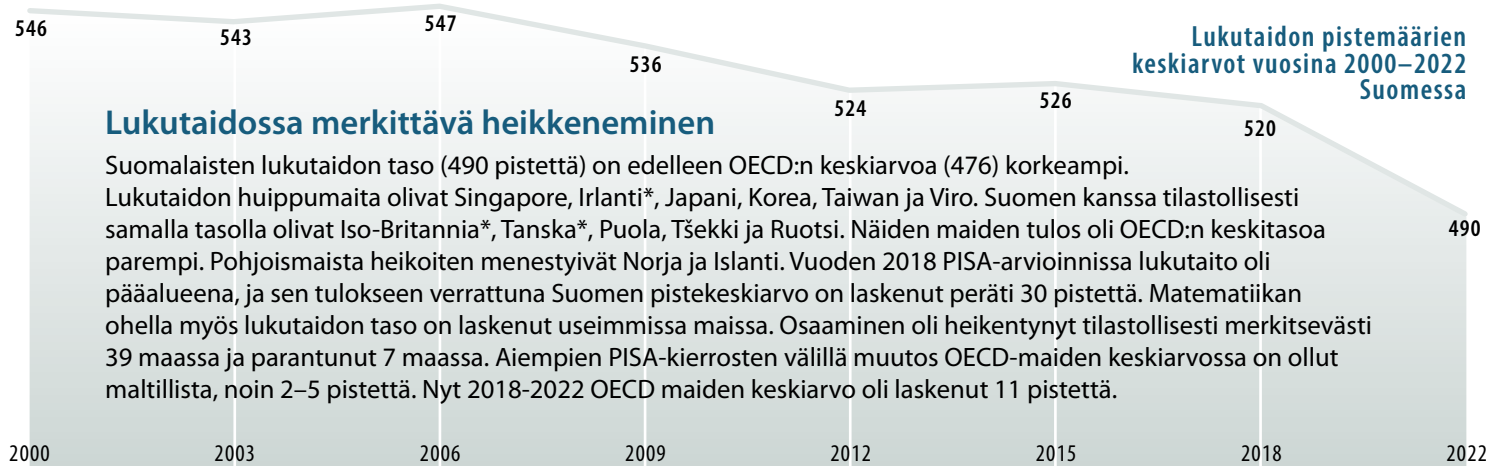 546
543
547
536
524
526
520
490
Lukutaidon pistemäärien
keskiarvot vuosina 2000–2022
Suomessa
Lukutaidossa merkittävä heikkeneminen
Suomalaisten lukutaidon taso (490 pistettä) on edelleen OECD:n keskiarvoa (476) korkeampi.
Lukutaidon huippumaita olivat Singapore, Irlanti*, Japani, Korea, Taiwan ja Viro. Suomen kanssa tilastollisesti
samalla tasolla olivat Iso-Britannia*, Tanska*, Puola, Tšekki ja Ruotsi. Näiden maiden tulos oli OECD:n keskitasoa
parempi. Pohjoismaista heikoiten menestyivät Norja ja Islanti. Vuoden 2018 PISA-arvioinnissa lukutaito oli
pääalueena, ja sen tulokseen verrattuna Suomen pistekeskiarvo on laskenut peräti 30 pistettä. Matematiikan
ohella myös lukutaidon taso on laskenut useimmissa maissa. Osaaminen oli heikentynyt tilastollisesti merkitsevästi
39 maassa ja parantunut 7 maassa. Aiempien PISA-kierrosten välillä muutos OECD-maiden keskiarvossa on ollut
maltillista, noin 2–5 pistettä. Nyt 2018-2022 OECD maiden keskiarvo oli laskenut 11 pistettä.
2000
2003
2006
2009
2012
2015
2018
2022